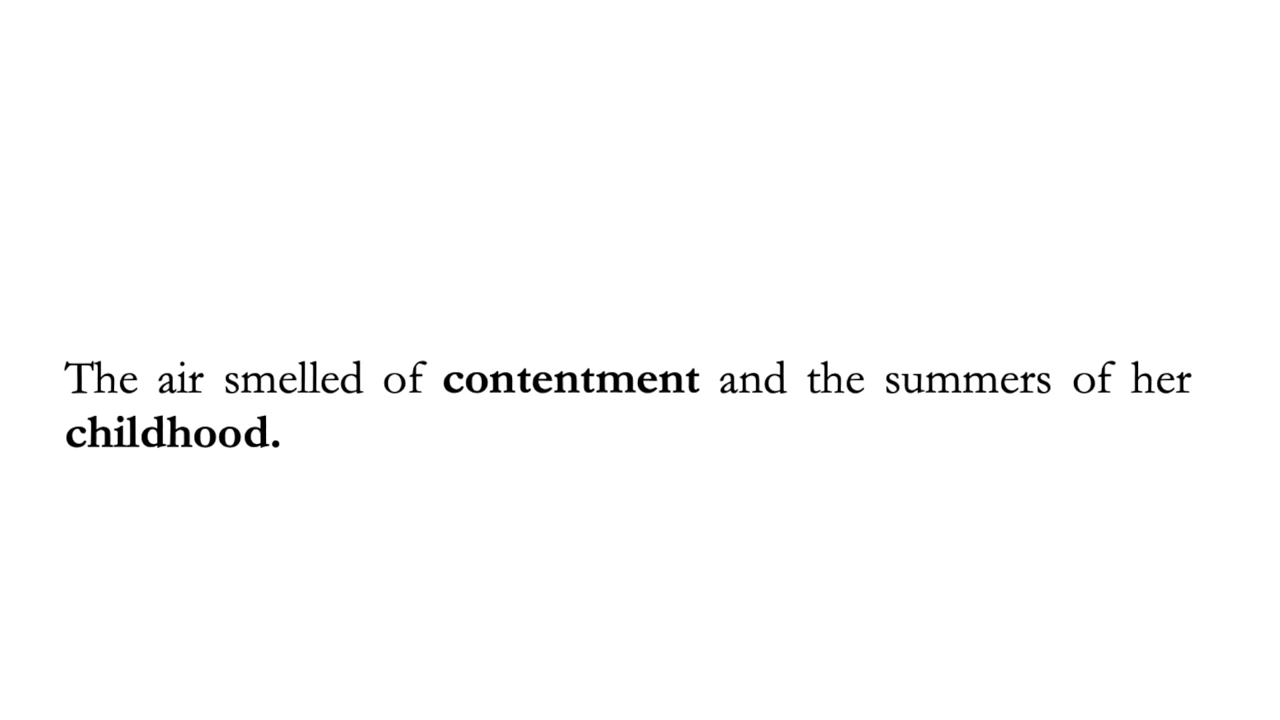 The air smelled of contentment and the summers of her
childhood.